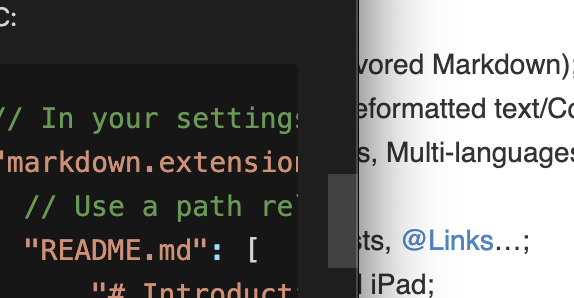 C:
// In your settings
"markdown.extension
// Use a path rel
"README.md": [
"# Introduct
vored Markdown);
eformatted text/Co
s, Multi-languages
sts, @Links…;
l iPad;